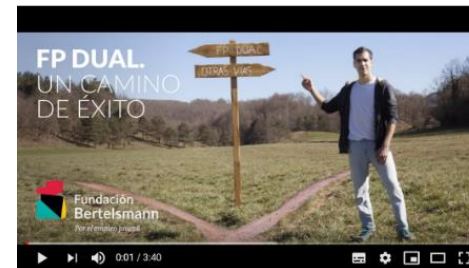 FP DUAL.
UN CAMINO
DE ÉXITO
FP DUAL
OTRAS VÍAS
Fundación
Bertelsmann
Por el empleo juvenil
0:01 / 3:40